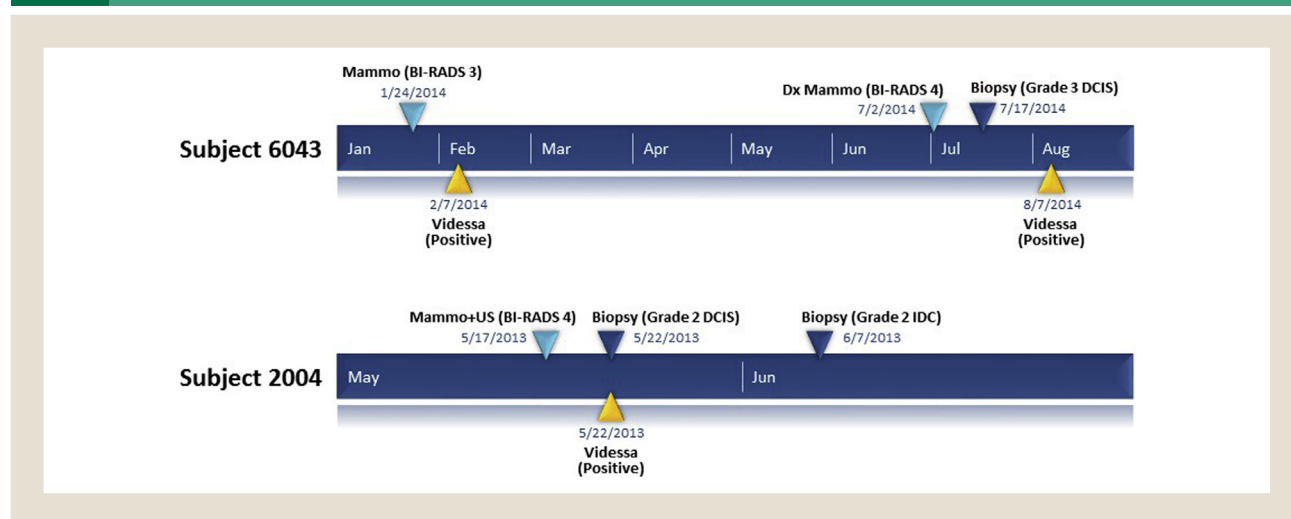 Mammo (BI-RADS 3)
1/24/2014
Dx Mammo (BI-RADS 4)
7/2/2014
Biopsy (Grade 3 DCIS)
7/17/2014
Subject 6043
Jan Feb Mar Apr May Jun Jul Aug
2/7/2014
Videssa
(Positive)
8/7/2014
Videssa
(Positive)
Mammo+US (BI-RADS 4)
5/17/2013
Biopsy (Grade 2 DCIS)
5/22/2013
Biopsy (Grade 2 IDC)
6/7/2013
Subject 2004
May Jun
5/22/2013
Videssa
(Positive)